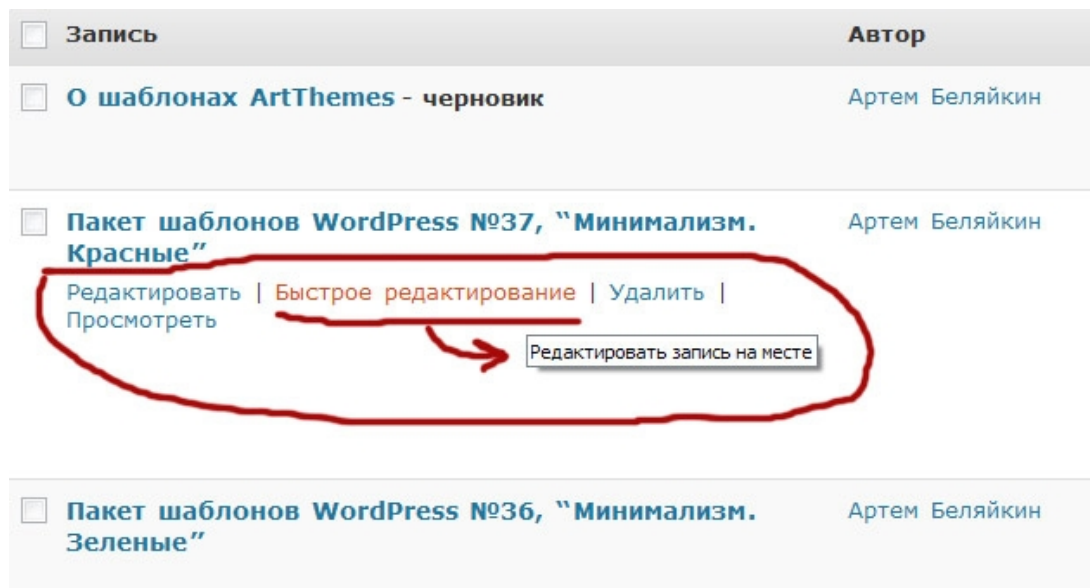 Запись Автор
О шаблонах ArtThemes - черновик Артем Беляйкин
Пакет шаблонов WordPress №37, “Минимализм. Артем Беляйкин
Красные”
Редактировать | Быстрое редактирование | Удалить |
Просмотреть
Редактировать запись на месте
Пакет шаблонов WordPress №36, “Минимализм. Артем Беляйкин
Зеленые”